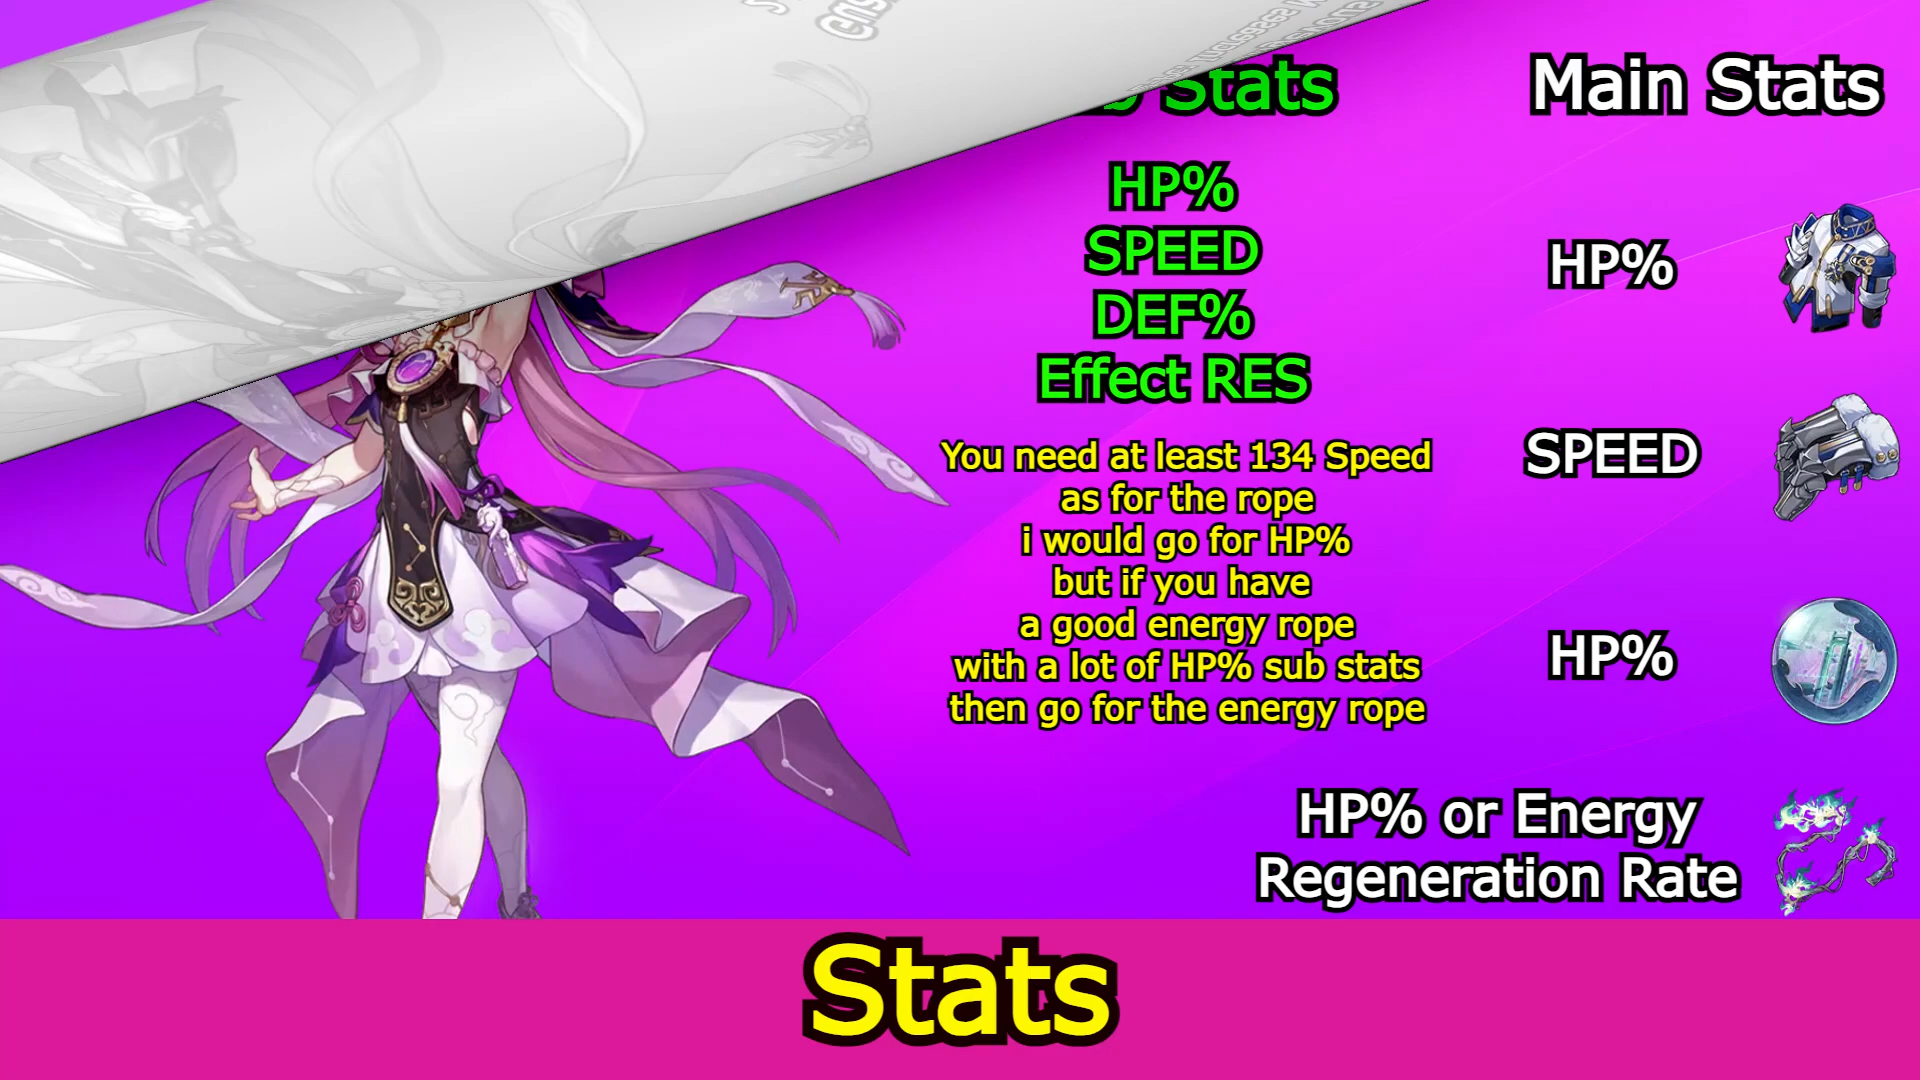 Stats
HP%
SPEED
DEF%
Effect RES
You need at least 134 Speed
as for the rope
i would go for HP%
but if you have
a good energy rope
with a lot of HP% sub stats
then go for the energy rope
Main Stats
HP%
SPEED
HP%
HP% or Energy
Regeneration Rate
Stats